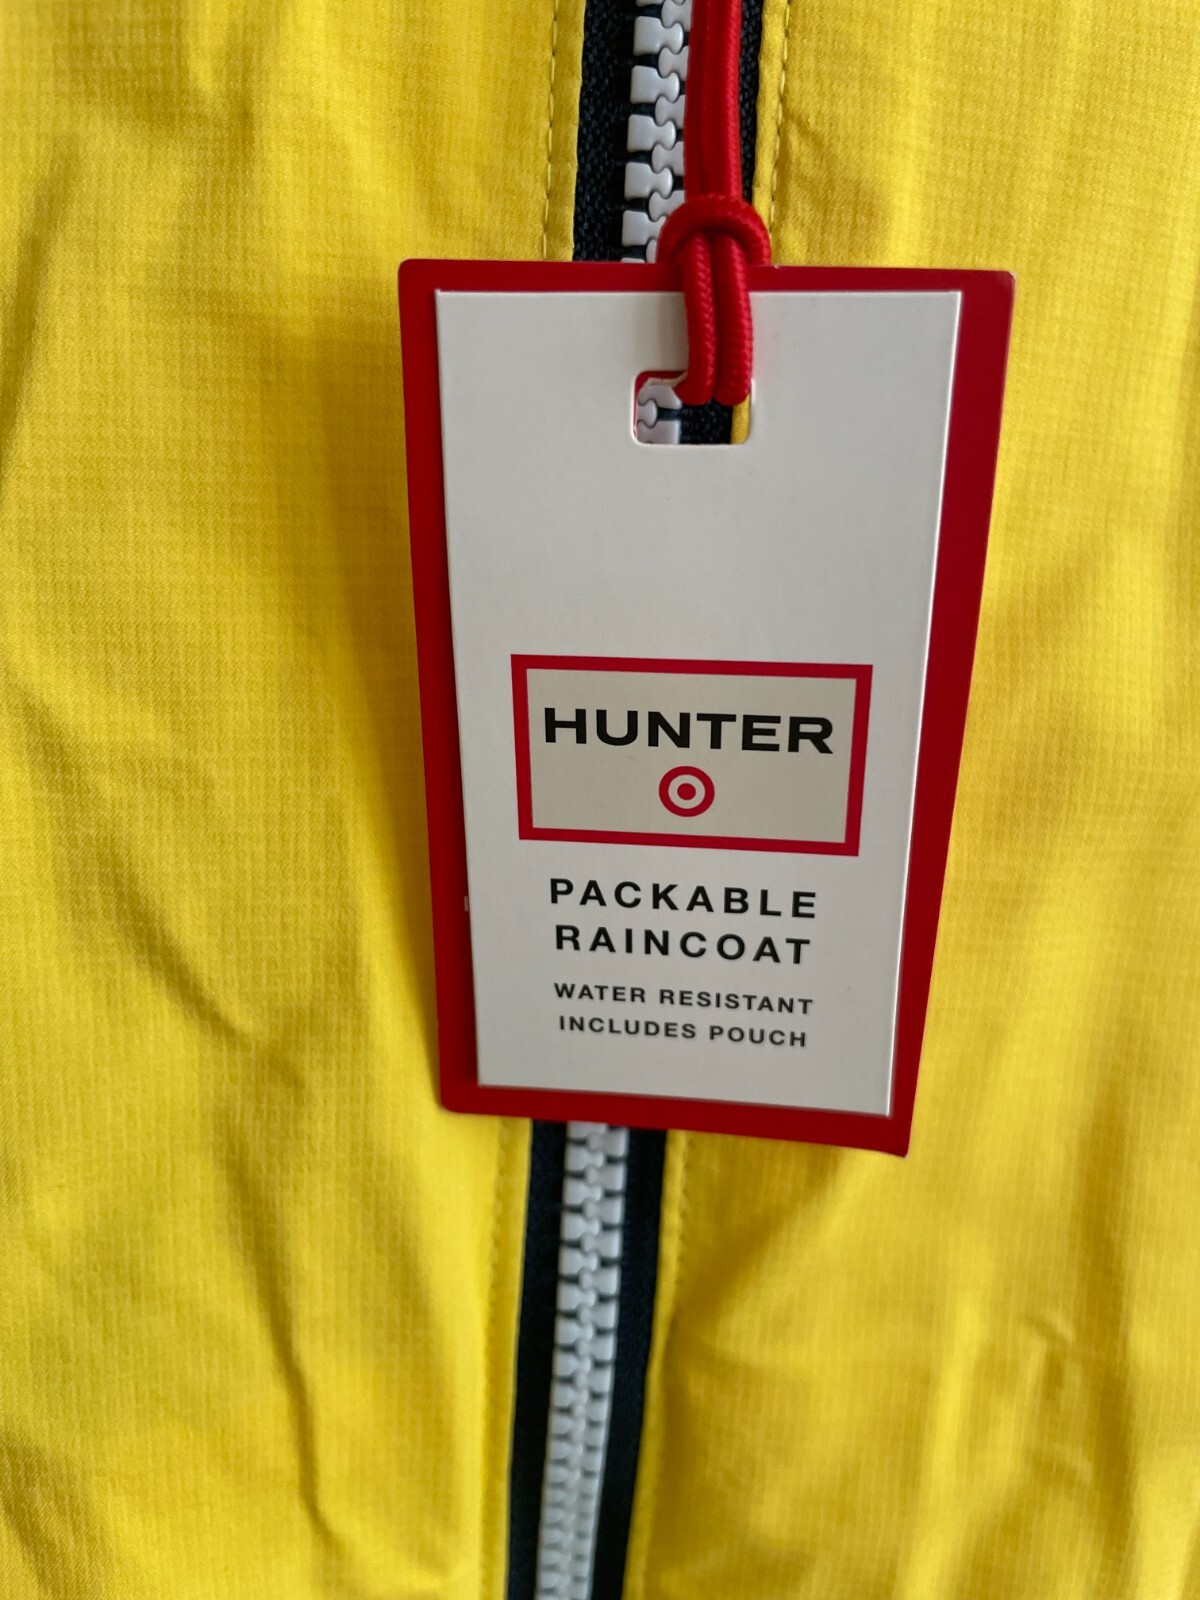 HUNTER
PACKABLE
RAINCOAT
WATER RESISTANT
INCLUDES POUCH